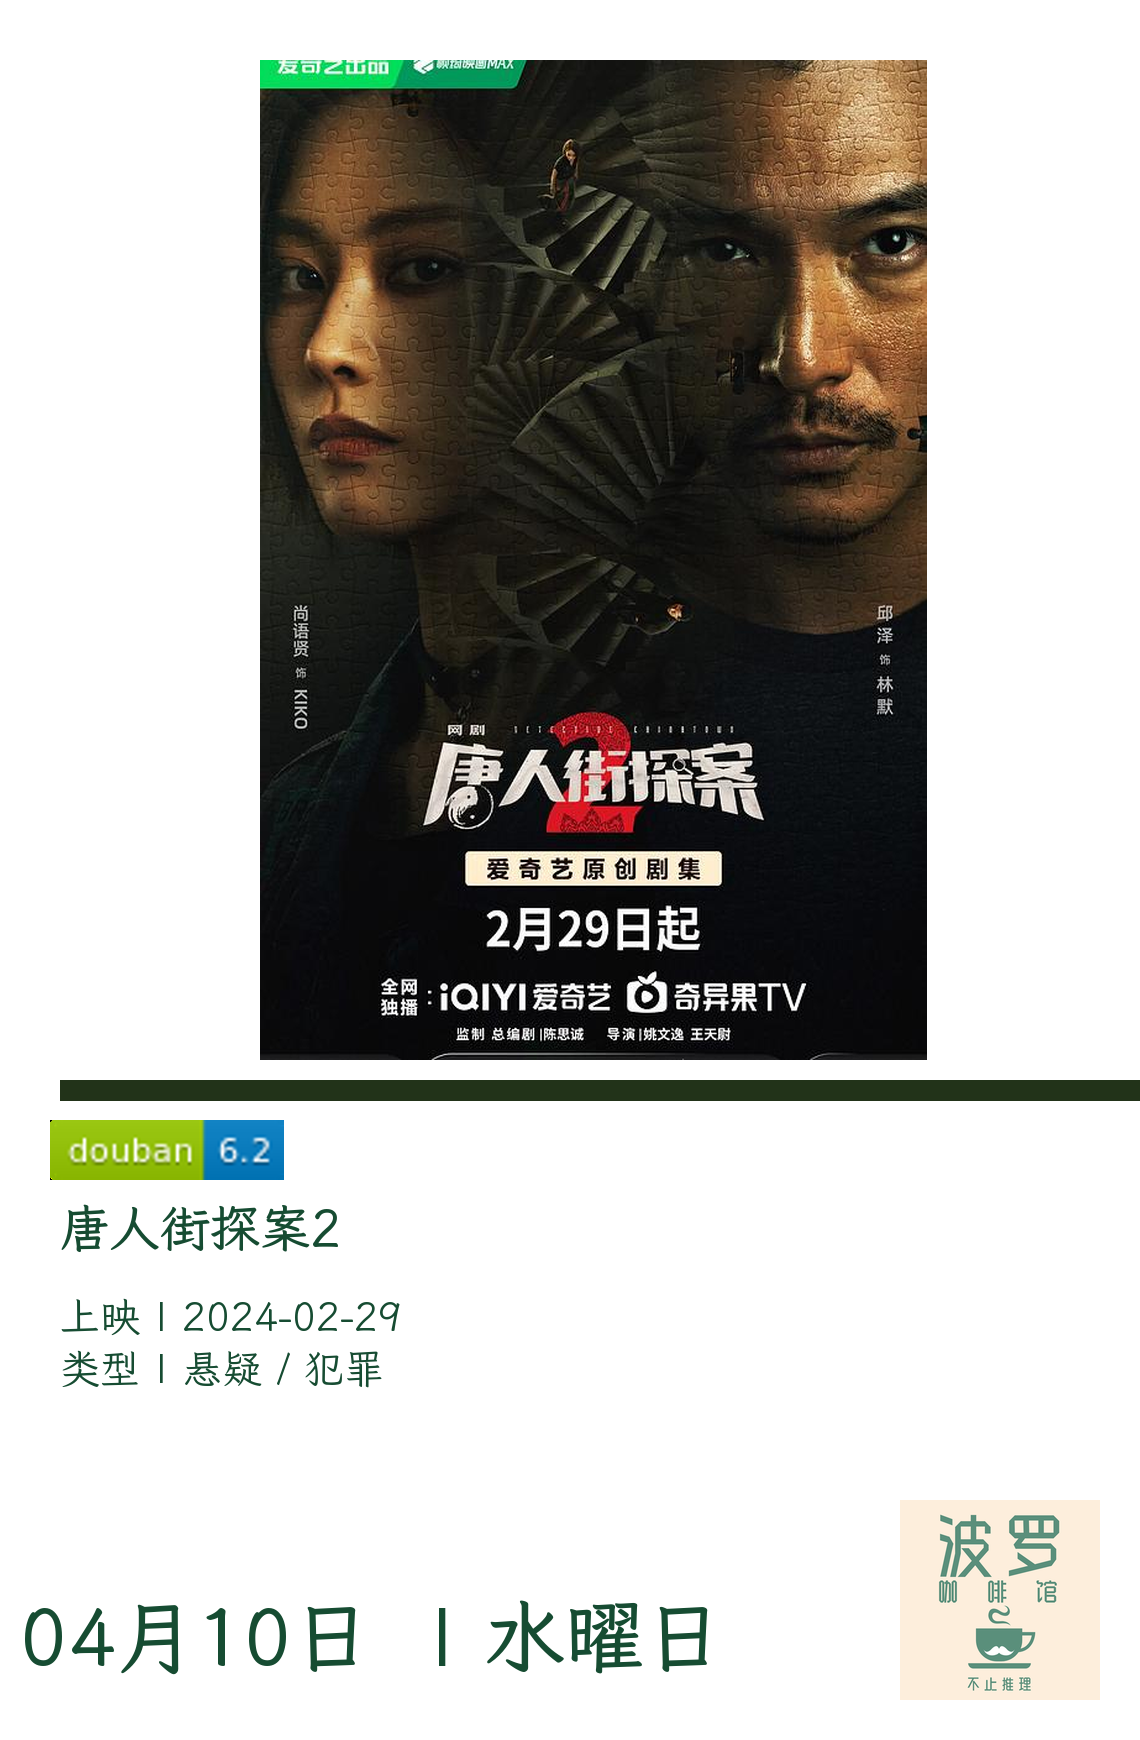 爱奇艺出品
尚语贤 饰 KIKO
邱泽 饰 林默
网剧 DETECTIVE CHINATOWN
唐人街探案2
爱奇艺原创剧集
2月29日起
全网独播：iQIYI爱奇艺 奇异果TV
监制 总编剧|陈思诚 导演|姚文逸 王天尉
douban 6.2
唐人街探案2
上映 | 2024-02-29
类型 | 悬疑 / 犯罪
04月10日 | 水曜日
波罗
咖啡馆
不止推理